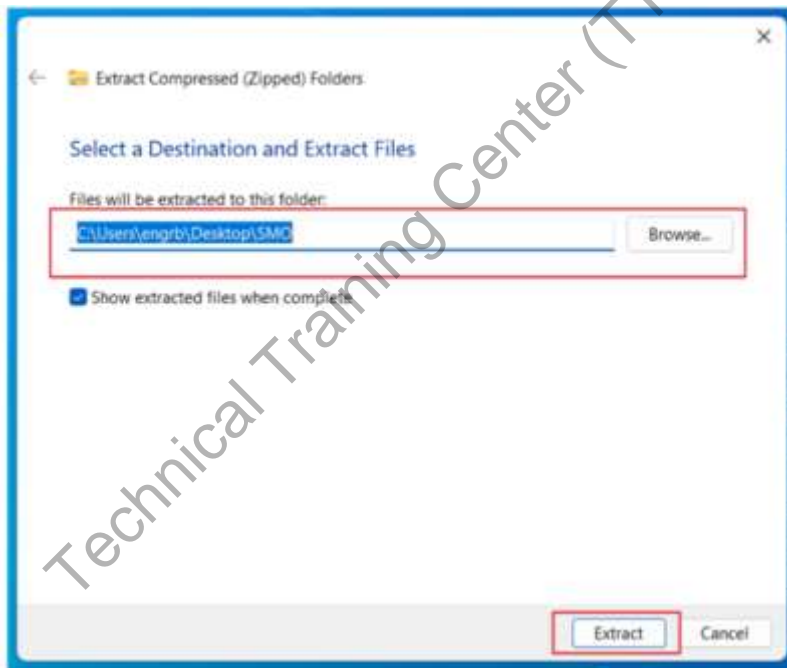 Extract Compressed (Zipped) Folders
Select a Destination and Extract Files
Files will be extracted to this folder:
C:\Users\engrb\Desktop\SMO
Browse...
Show extracted files when complete
Extract
Cancel
Technical Training Center (T